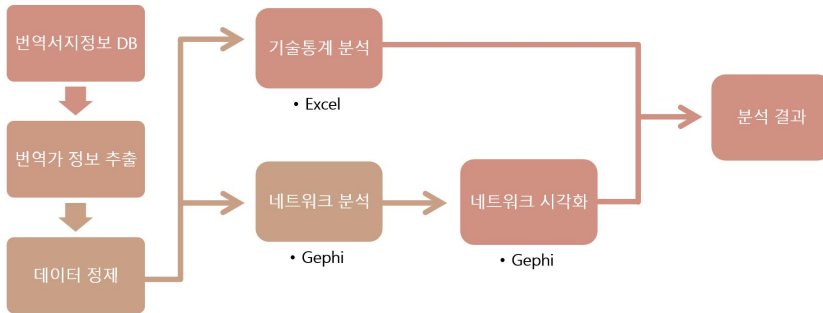 번역서지정보 DB
번역가 정보 추출
데이터 정제
기술통계 분석
• Excel
네트워크 분석
• Gephi
네트워크 시각화
• Gephi
분석 결과